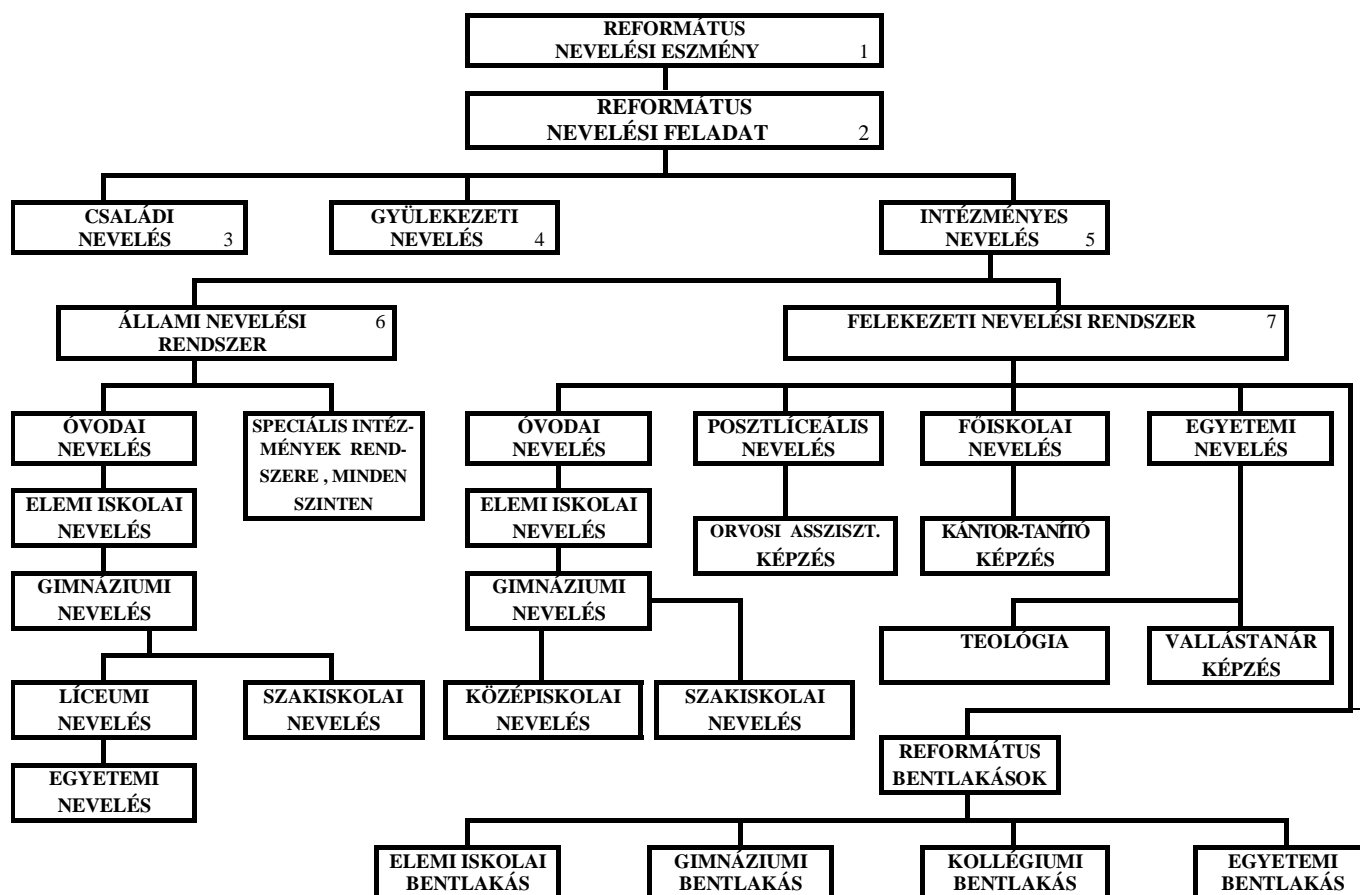 REFORMÁTUS
NEVELÉSI ESZMÉNY 1
REFORMÁTUS
NEVELÉSI FELADAT 2
CSALÁDI
NEVELÉS 3
GYÜLEKEZETI
NEVELÉS 4
INTÉZMÉNYES
NEVELÉS 5
ÁLLAMI NEVELÉSI 6
RENDSZER
FELEKEZETI NEVELÉSI RENDSZER 7
ÓVODAI
NEVELÉS
SPECIÁLIS INTÉZ-
MÉNYEK REND-
SZERE , MINDEN
SZINTEN
ÓVODAI
NEVELÉS
POSZTLÍCEÁLIS
NEVELÉS
FŐISKOLAI
NEVELÉS
EGYETEMI
NEVELÉS
ELEMI ISKOLAI
NEVELÉS
ELEMI ISKOLAI
NEVELÉS
ORVOSI ASSZISZT.
KÉPZÉS
KÁNTOR-TANÍTÓ
KÉPZÉS
GIMNÁZIUMI
NEVELÉS
GIMNÁZIUMI
NEVELÉS
TEOLÓGIA
VALLÁSTANÁR
KÉPZÉS
LÍCEUMI
NEVELÉS
SZAKISKOLAI
NEVELÉS
KÖZÉPISKOLAI
NEVELÉS
SZAKISKOLAI
NEVELÉS
REFORMÁTUS
BENTLAKÁSOK
EGYETEMI
NEVELÉS
ELEMI ISKOLAI
BENTLAKÁS
GIMNÁZIUMI
BENTLAKÁS
KOLLÉGIUMI
BENTLAKÁS
EGYETEMI
BENTLAKÁS